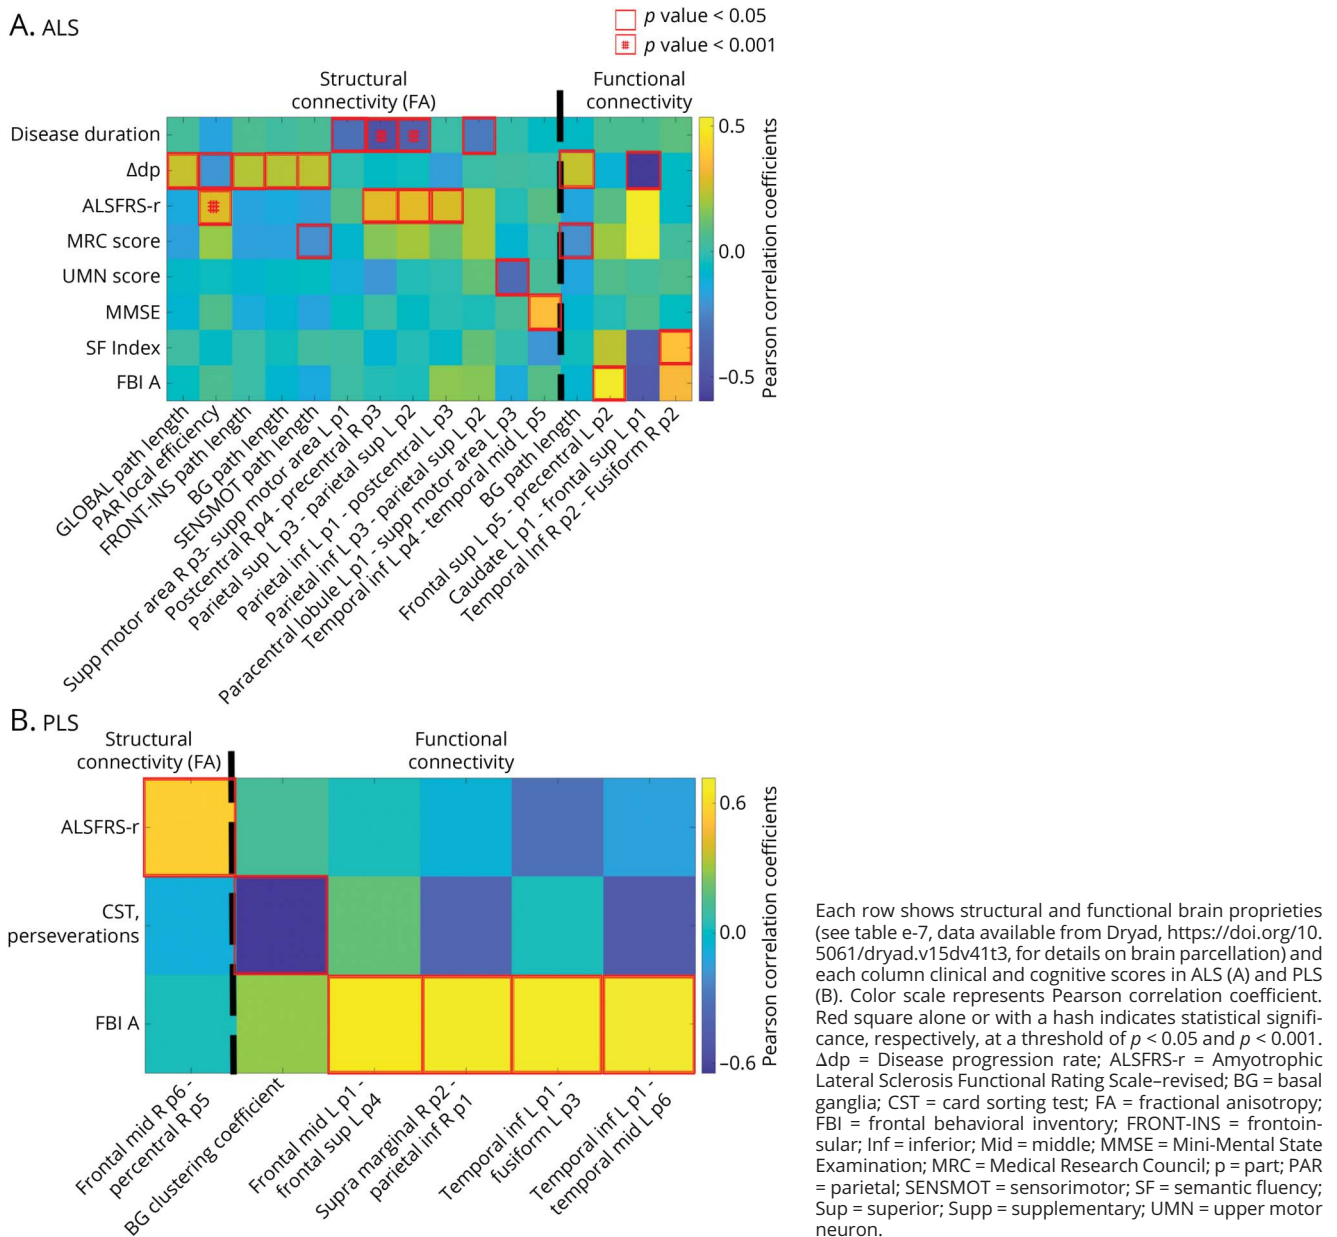 A. ALS
p value < 0.05
# p value < 0.001
Structural
connectivity (FA)
Functional
connectivity
Disease duration
Δdp
ALSFRS-r
MRC score
UMN score
MMSE
SF Index
FBI A
# #
#
0.5
0.0
−0.5
Pearson correlation coefficients
GLOBAL path length
PAR local efficiency
FRONT-INS path length
BG path length
SENSMOT path length
Supp motor area R p3- supp motor area L p1
Postcentral R p4 - precentral R p3
Parietal sup L p3 - parietal sup L p2
Parietal inf L p1 - postcentral L p3
Parietal inf L p3 - parietal sup L p2
Paracentral lobule L p1 - supp motor area L p3
Temporal inf L p4 - temporal mid L p5
BG path length
Frontal sup L p5 - precentral L p2
Caudate L p1 - frontal sup L p1
Temporal Inf R p2 - Fusiform R p2
B. PLS
Structural
connectivity (FA)
Functional
connectivity
ALSFRS-r
CST,
perseverations
FBI A
0.6
0.0
−0.6
Pearson correlation coefficients
Frontal mid R p6 -
percentral R p5
BG clustering coefficient
Frontal mid L p1 -
frontal sup L p4
Supra marginal R p2 -
parietal inf R p1
Temporal inf L p1 -
fusiform L p3
Temporal inf L p1 -
temporal mid L p6
Each row shows structural and functional brain proprieties
(see table e-7, data available from Dryad, https://doi.org/10.
5061/dryad.v15dv41t3, for details on brain parcellation) and
each column clinical and cognitive scores in ALS (A) and PLS
(B). Color scale represents Pearson correlation coefficient.
Red square alone or with a hash indicates statistical signifi-
cance, respectively, at a threshold of p < 0.05 and p < 0.001.
Δdp = Disease progression rate; ALSFRS-r = Amyotrophic
Lateral Sclerosis Functional Rating Scale–revised; BG = basal
ganglia; CST = card sorting test; FA = fractional anisotropy;
FBI = frontal behavioral inventory; FRONT-INS = frontoin-
sular; Inf = inferior; Mid = middle; MMSE = Mini-Mental State
Examination; MRC = Medical Research Council; p = part; PAR
= parietal; SENSMOT = sensorimotor; SF = semantic fluency;
Sup = superior; Supp = supplementary; UMN = upper motor
neuron.